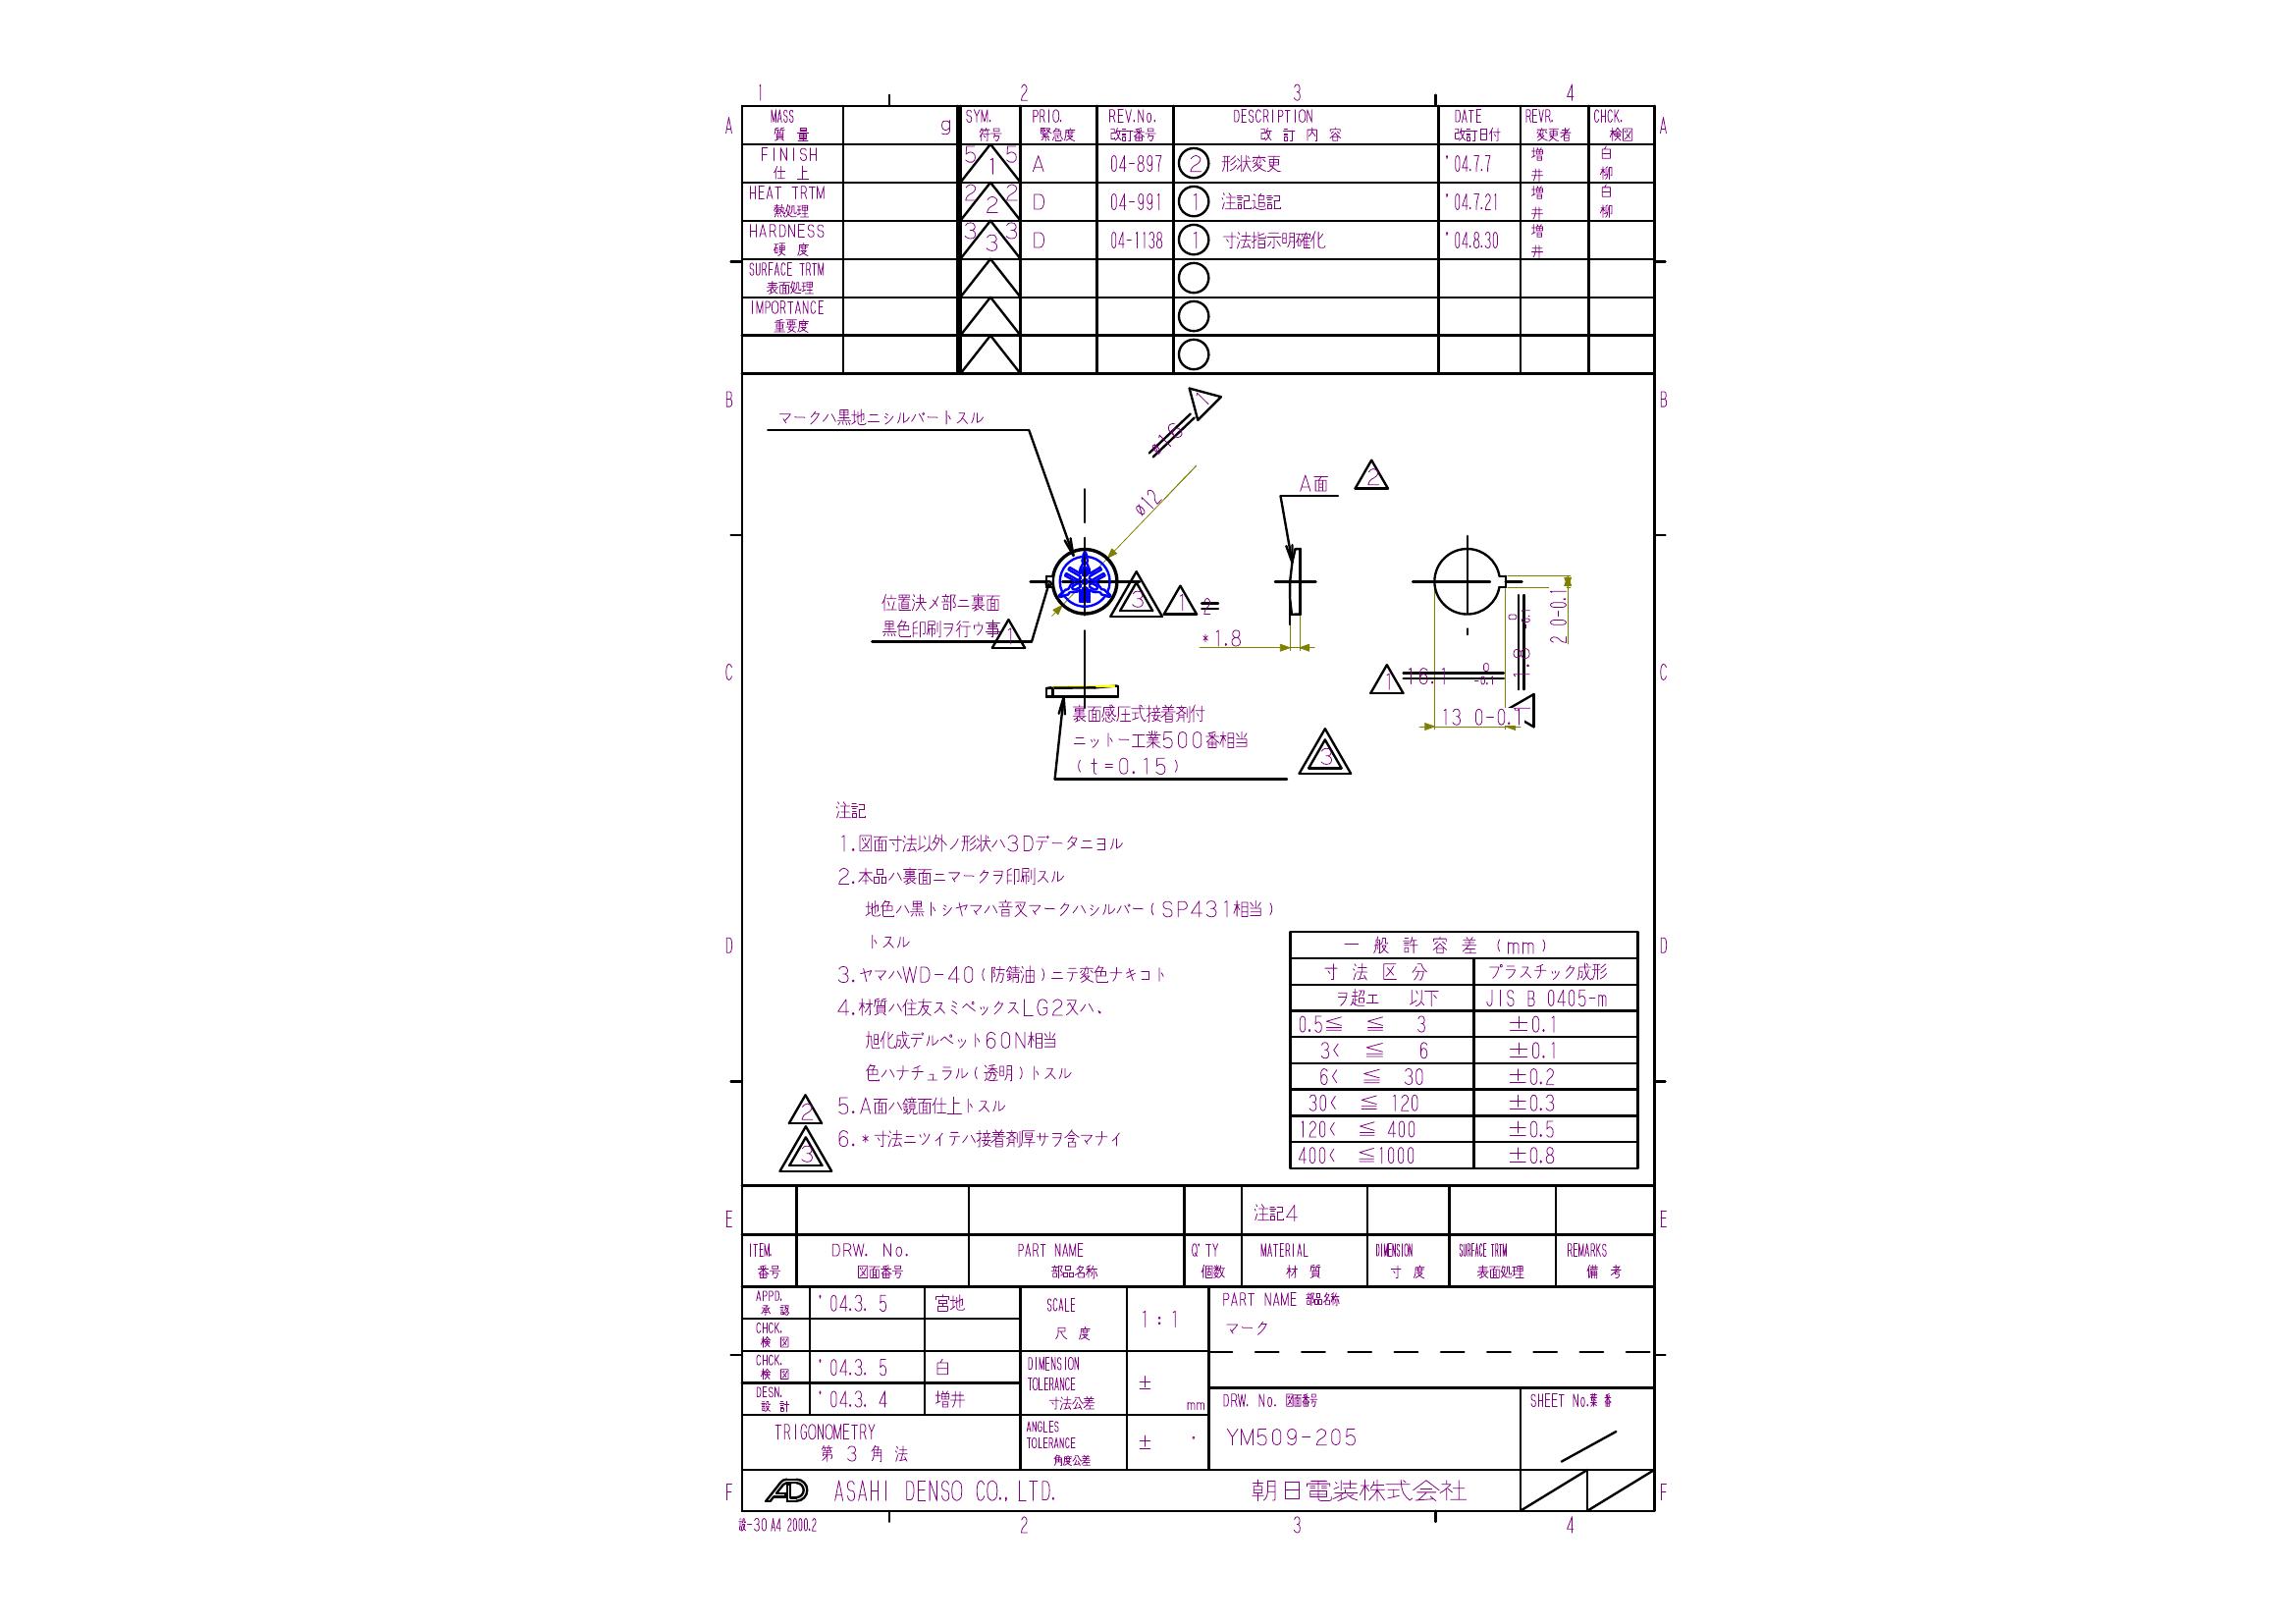 1 2 3 4
A A
MASS 質 量 g SYM. 符号 PRIO. 緊急度 REV.No. 改訂番号 DESCRIPTION 改 訂 内 容 DATE 改訂日付 REVR. 変更者 CHCK. 検図
FINISH 仕 上 5 1 5 A 04-897 2 形状変更 '04.7.7 増井 白柳
HEAT TRTM 熱処理 2 2 2 D 04-991 1 注記追記 '04.7.21 増井 白柳
HARDNESS 硬 度 3 3 3 D 04-1138 1 寸法指示明確化 '04.8.30 増井
SURFACE TRTM 表面処理
IMPORTANCE 重要度
B B
マークハ黒地ニシルバートスル
1
ø16
A面 2
ø12
位置決メ部ニ裏面
黒色印刷ヲ行ウ事 1
3 1 2
*1.8
2 0-0.1
1.8 0 -0.1
C C
1 16.1 0 -0.1
13 0-0.1
裏面感圧式接着剤付
ニットー工業500番相当
(t=0.15) 3
注記
1.図面寸法以外ノ形状ハ3Dデータニヨル
2.本品ハ裏面ニマークヲ印刷スル
地色ハ黒トシヤマハ音叉マークハシルバー(SP431相当)
トスル
3.ヤマハWD-40(防錆油)ニテ変色ナキコト
4.材質ハ住友スミペックスLG2又ハ、
旭化成デルペット60N相当
色ハナチュラル(透明)トスル
2 5.A面ハ鏡面仕上トスル
3 6.*寸法ニツイテハ接着剤厚サヲ含マナイ
D D
一 般 許 容 差 (mm)
寸 法 区 分 プラスチック成形
ヲ超エ 以下 JIS B 0405-m
0.5≦ ≦ 3 ±0.1
3< ≦ 6 ±0.1
6< ≦ 30 ±0.2
30< ≦ 120 ±0.3
120< ≦ 400 ±0.5
400< ≦1000 ±0.8
E E
注記4
ITEM. 番号 DRW. No. 図面番号 PART NAME 部品名称 Q'TY 個数 MATERIAL 材 質 DIMENSION 寸 度 SURFACE TRTM 表面処理 REMARKS 備 考
APPD. 承 認 '04.3. 5 宮地 SCALE 尺 度 1:1 PART NAME 部品名称
マーク
CHCK. 検 図
CHCK. 検 図 '04.3. 5 白 DIMENSION TOLERANCE 寸法公差 ± mm
DESN. 設 計 '04.3. 4 増井 DRW. No. 図面番号 SHEET No.葉 番
TRIGONOMETRY 第 3 角 法 ANGLES TOLERANCE 角度公差 ± ° YM509-205
F F
AD ASAHI DENSO CO., LTD. 朝日電装株式会社
設-30 A4 2000.2 2 3 4